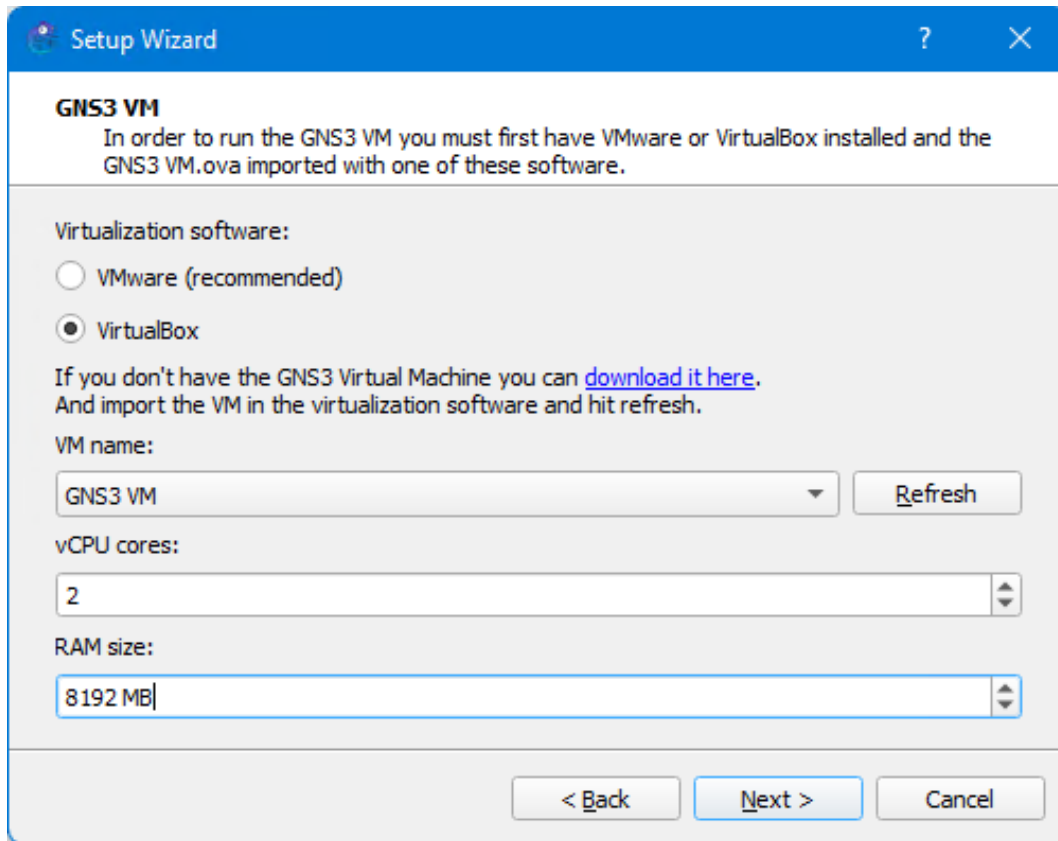 Setup Wizard
?
GNS3 VM
In order to run the GNS3 VM you must first have VMware or VirtualBox installed and the
GNS3 VM.ova imported with one of these software.
Virtualization software:
VMware (recommended)
VirtualBox
If you don't have the GNS3 Virtual Machine you can download it here.
And import the VM in the virtualization software and hit refresh.
VM name:
GNS3 VM
Refresh
vCPU cores:
2
RAM size:
8192 MB
< Back
Next >
Cancel